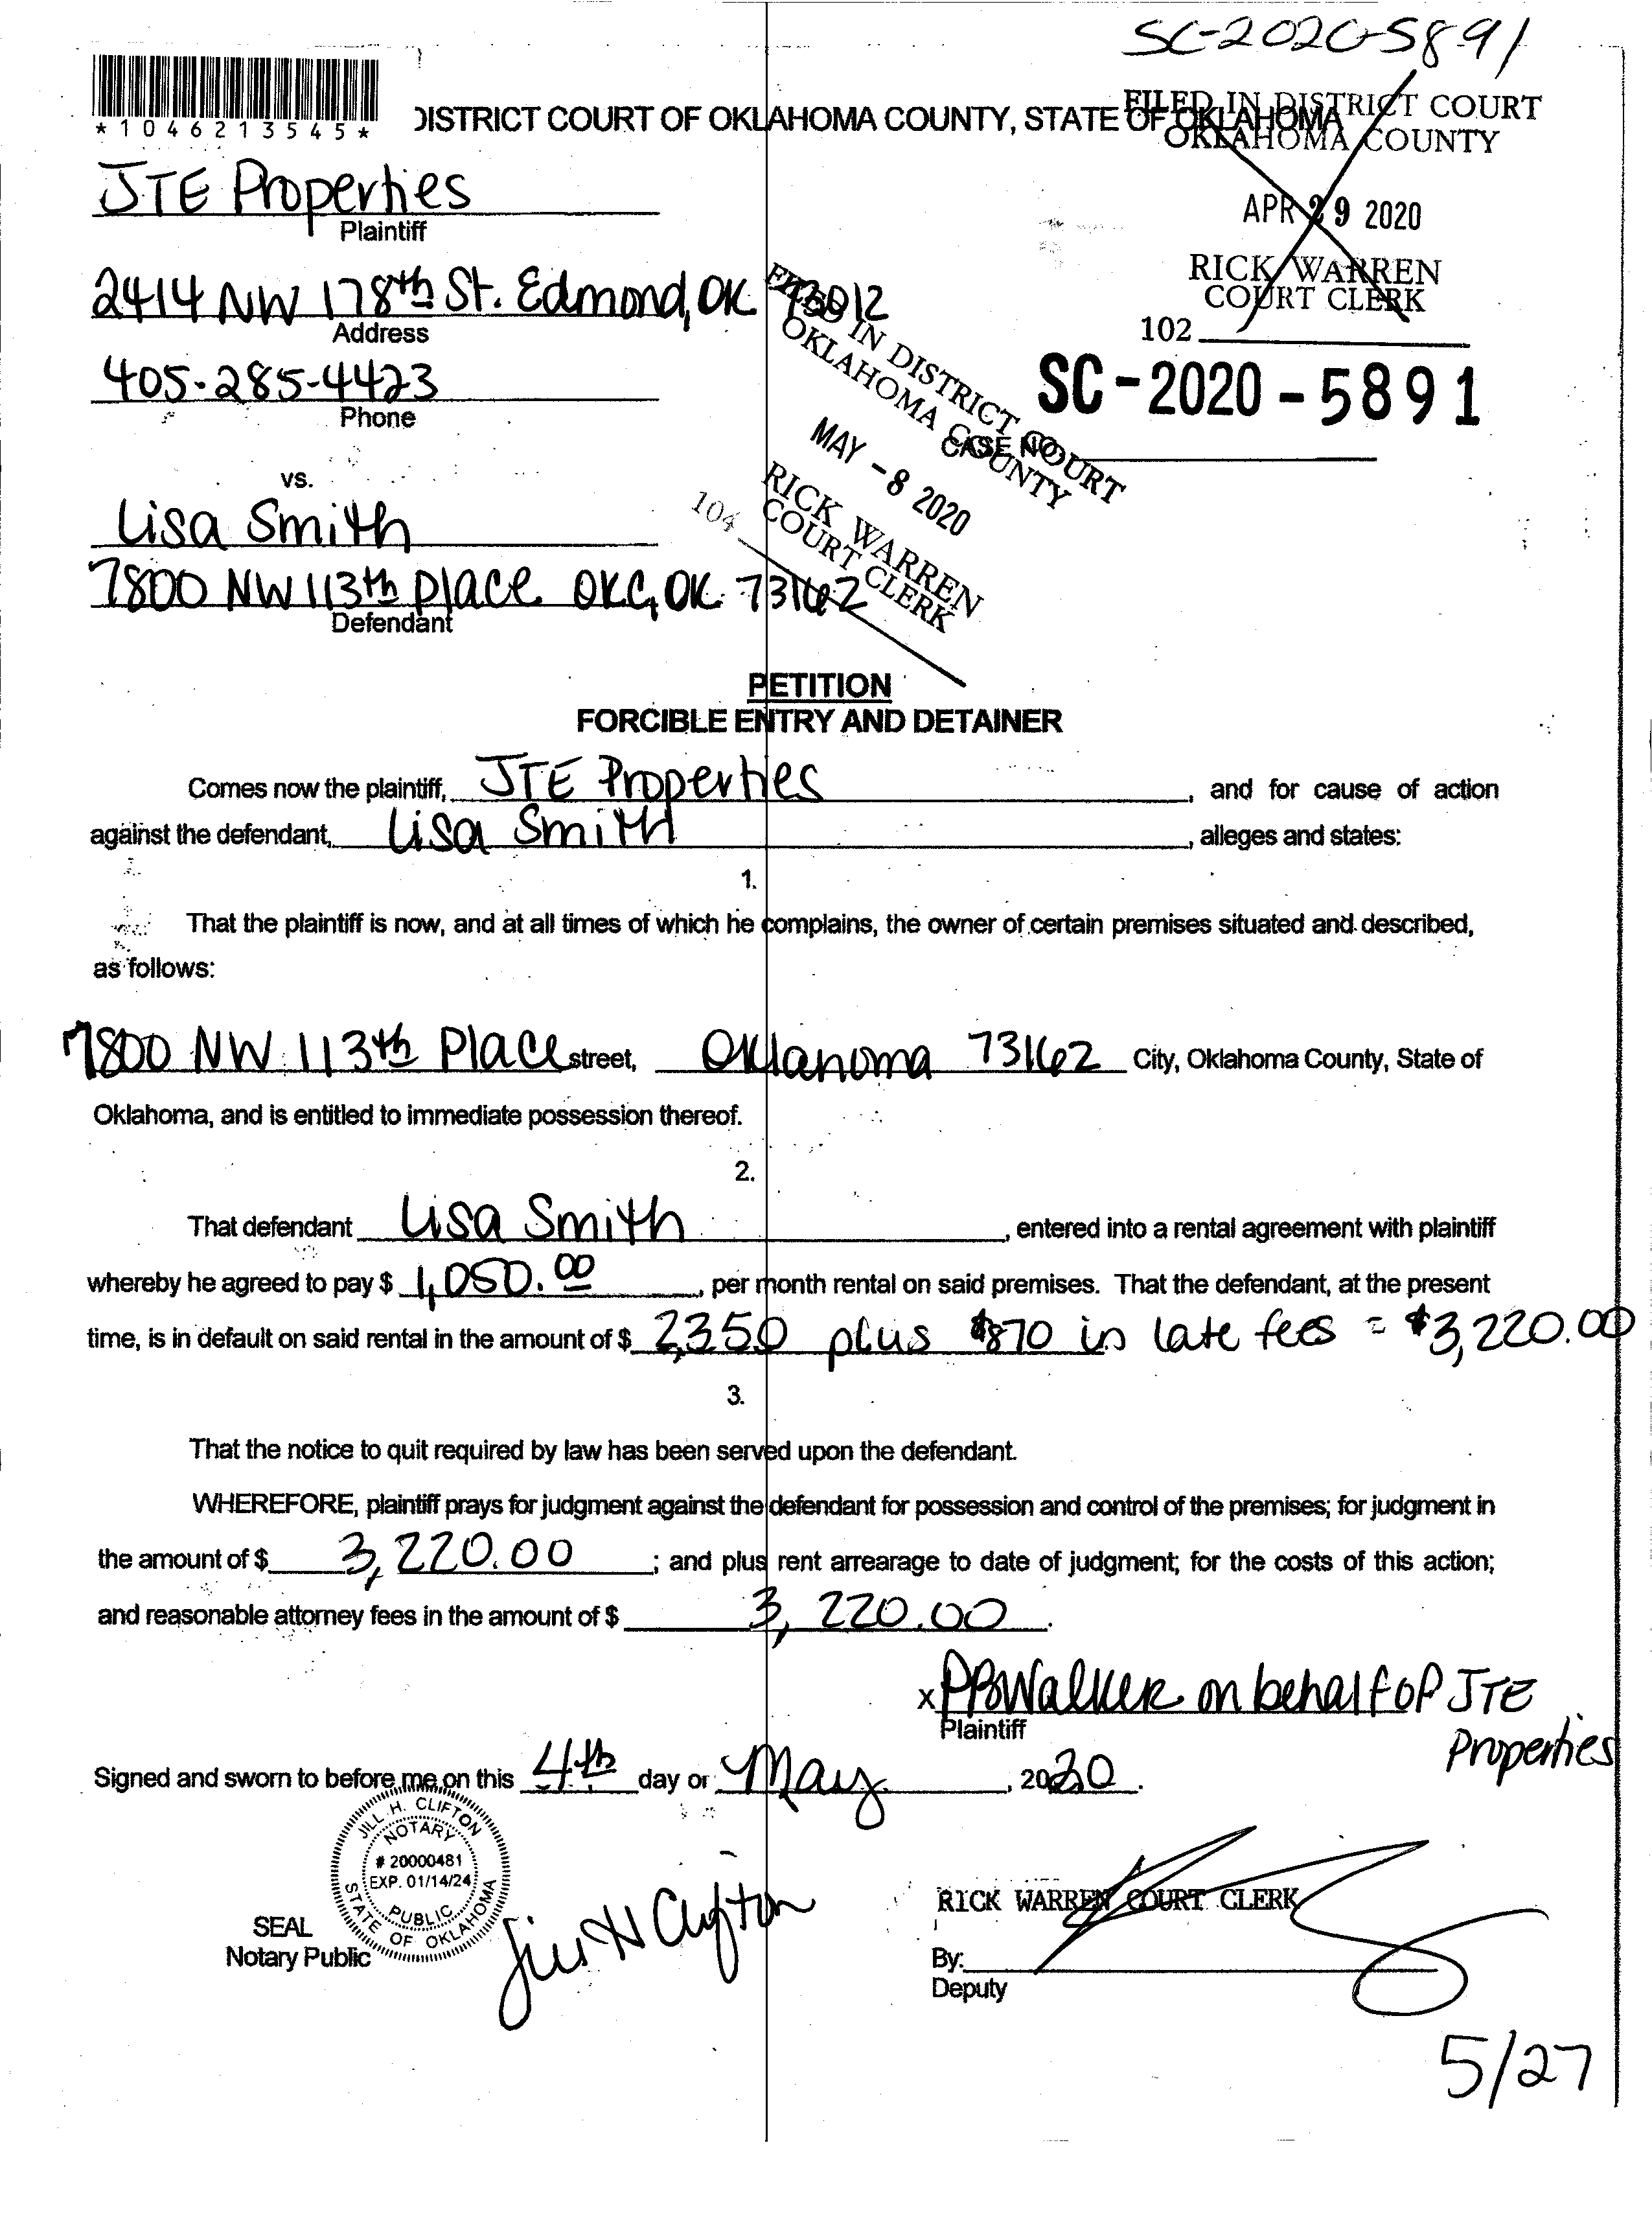 SC-2020-5891
*1046213545*
DISTRICT COURT OF OKLAHOMA COUNTY, STATE OF OKLAHOMA
FILED IN DISTRICT COURT
OKLAHOMA COUNTY
APR 29 2020
RICK WARREN
COURT CLERK
102
JTE Properties
Plaintiff
2414 NW 178th St. Edmond, OK 73012
Address
405-285-4423
Phone
SC-2020-5891
CASE NO.
FILED IN DISTRICT COURT
OKLAHOMA COUNTY
MAY -8 2020
RICK WARREN
COURT CLERK
104
vs.
Lisa Smith
7800 NW 113th Place OKC, OK 73162
Defendant
PETITION
FORCIBLE ENTRY AND DETAINER
Comes now the plaintiff, JTE Properties, and for cause of action
against the defendant, Lisa Smith, alleges and states:
1.
That the plaintiff is now, and at all times of which he complains, the owner of certain premises situated and described,
as follows:
7800 NW 113th Place street, Oklahoma 73162 City, Oklahoma County, State of
Oklahoma, and is entitled to immediate possession thereof.
2.
That defendant Lisa Smith, entered into a rental agreement with plaintiff
whereby he agreed to pay $ 1,050.00, per month rental on said premises. That the defendant, at the present
time, is in default on said rental in the amount of $ 2,350 plus $870 in late fees = $3,220.00
3.
That the notice to quit required by law has been served upon the defendant.
WHEREFORE, plaintiff prays for judgment against the defendant for possession and control of the premises; for judgment in
the amount of $ 3,220.00; and plus rent arrearage to date of judgment; for the costs of this action;
and reasonable attorney fees in the amount of $ 3,220.00.
x PBWalker on behalf of JTE
Properties
Plaintiff
Signed and sworn to before me on this 4th day or May, 2020.
JILL H. CLIFTON
NOTARY
# 20000481
EXP. 01/14/24
PUBLIC
STATE OF OKLAHOMA
SEAL
Notary Public
Jill H Clifton
RICK WARREN COURT CLERK
By:
Deputy
5/27